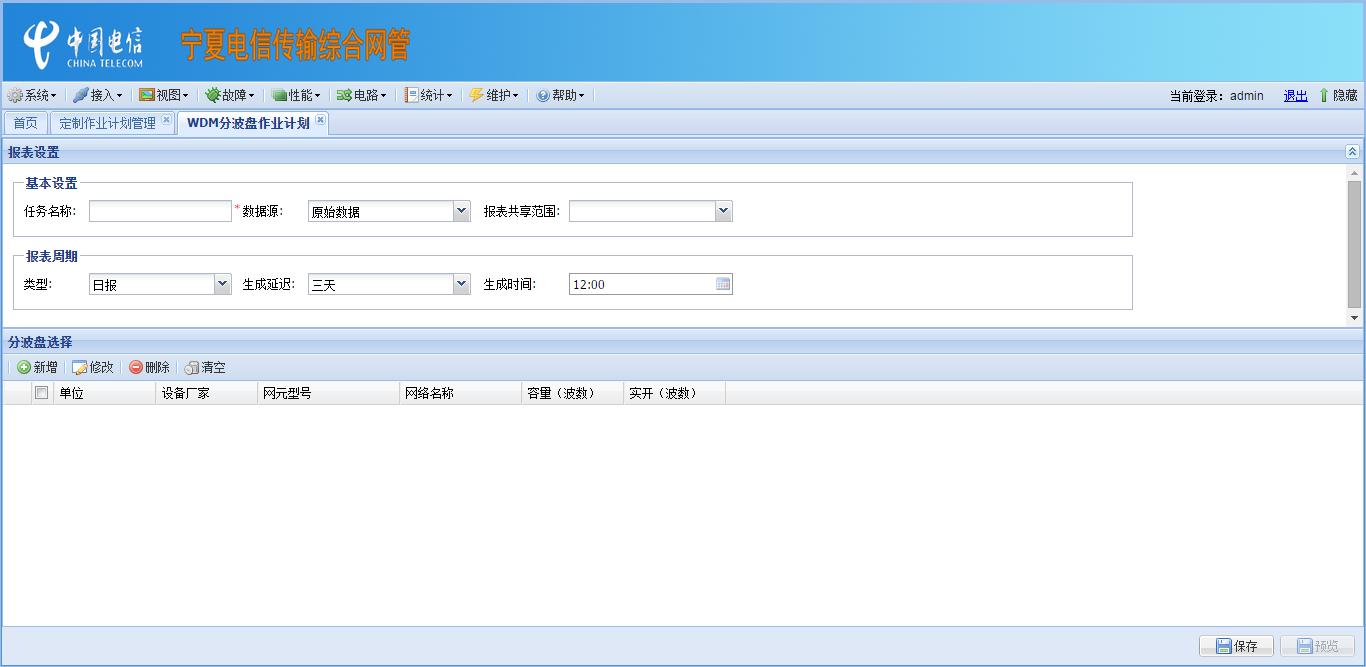 中国电信 宁夏电信传输综合网管
CHINA TELECOM
系统 接入 视图 故障 性能 电路 统计 维护 帮助 当前登录：admin 退出 隐藏
首页 定制作业计划管理 WDM分波盘作业计划
报表设置
基本设置
任务名称: *数据源: 原始数据 报表共享范围:
报表周期
类型: 日报 生成延迟: 三天 生成时间: 12:00
分波盘选择
新增 修改 删除 清空
单位 设备厂家 网元型号 网络名称 容量（波数） 实开（波数）
保存 预览